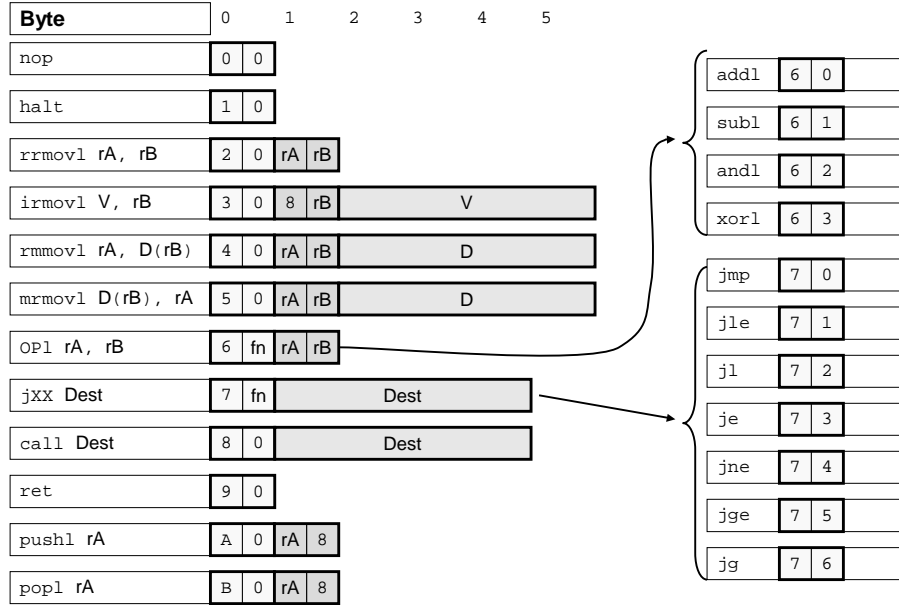 Byte 0 1 2 3 4 5
nop 0 0
halt 1 0
rrmovl rA, rB 2 0 rA rB
irmovl V, rB 3 0 8 rB V
rmmovl rA, D(rB) 4 0 rA rB D
mrmovl D(rB), rA 5 0 rA rB D
OPl rA, rB 6 fn rA rB
jXX Dest 7 fn Dest
call Dest 8 0 Dest
ret 9 0
pushl rA A 0 rA 8
popl rA B 0 rA 8
addl 6 0
subl 6 1
andl 6 2
xorl 6 3
jmp 7 0
jle 7 1
jl 7 2
je 7 3
jne 7 4
jge 7 5
jg 7 6